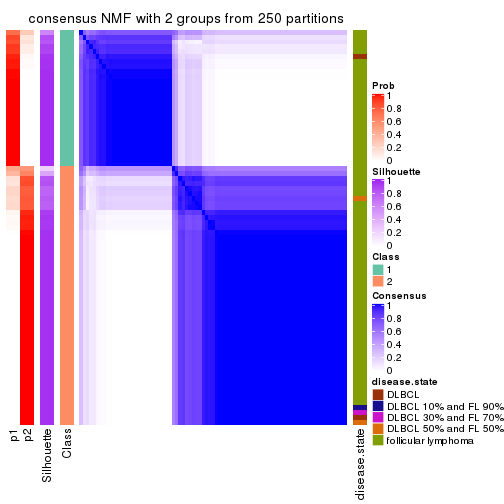 consensus NMF with 2 groups from 250 partitions
Prob
1
0.8
0.6
0.4
0.2
0
Silhouette
1
0.8
0.6
0.4
0.2
0
Class
1
2
Consensus
1
0.8
0.6
0.4
0.2
0
disease.state
DLBCL
DLBCL 10% and FL 90%
DLBCL 30% and FL 70%
DLBCL 50% and FL 50%
follicular lymphoma
p1
p2
Silhouette
Class
disease.state